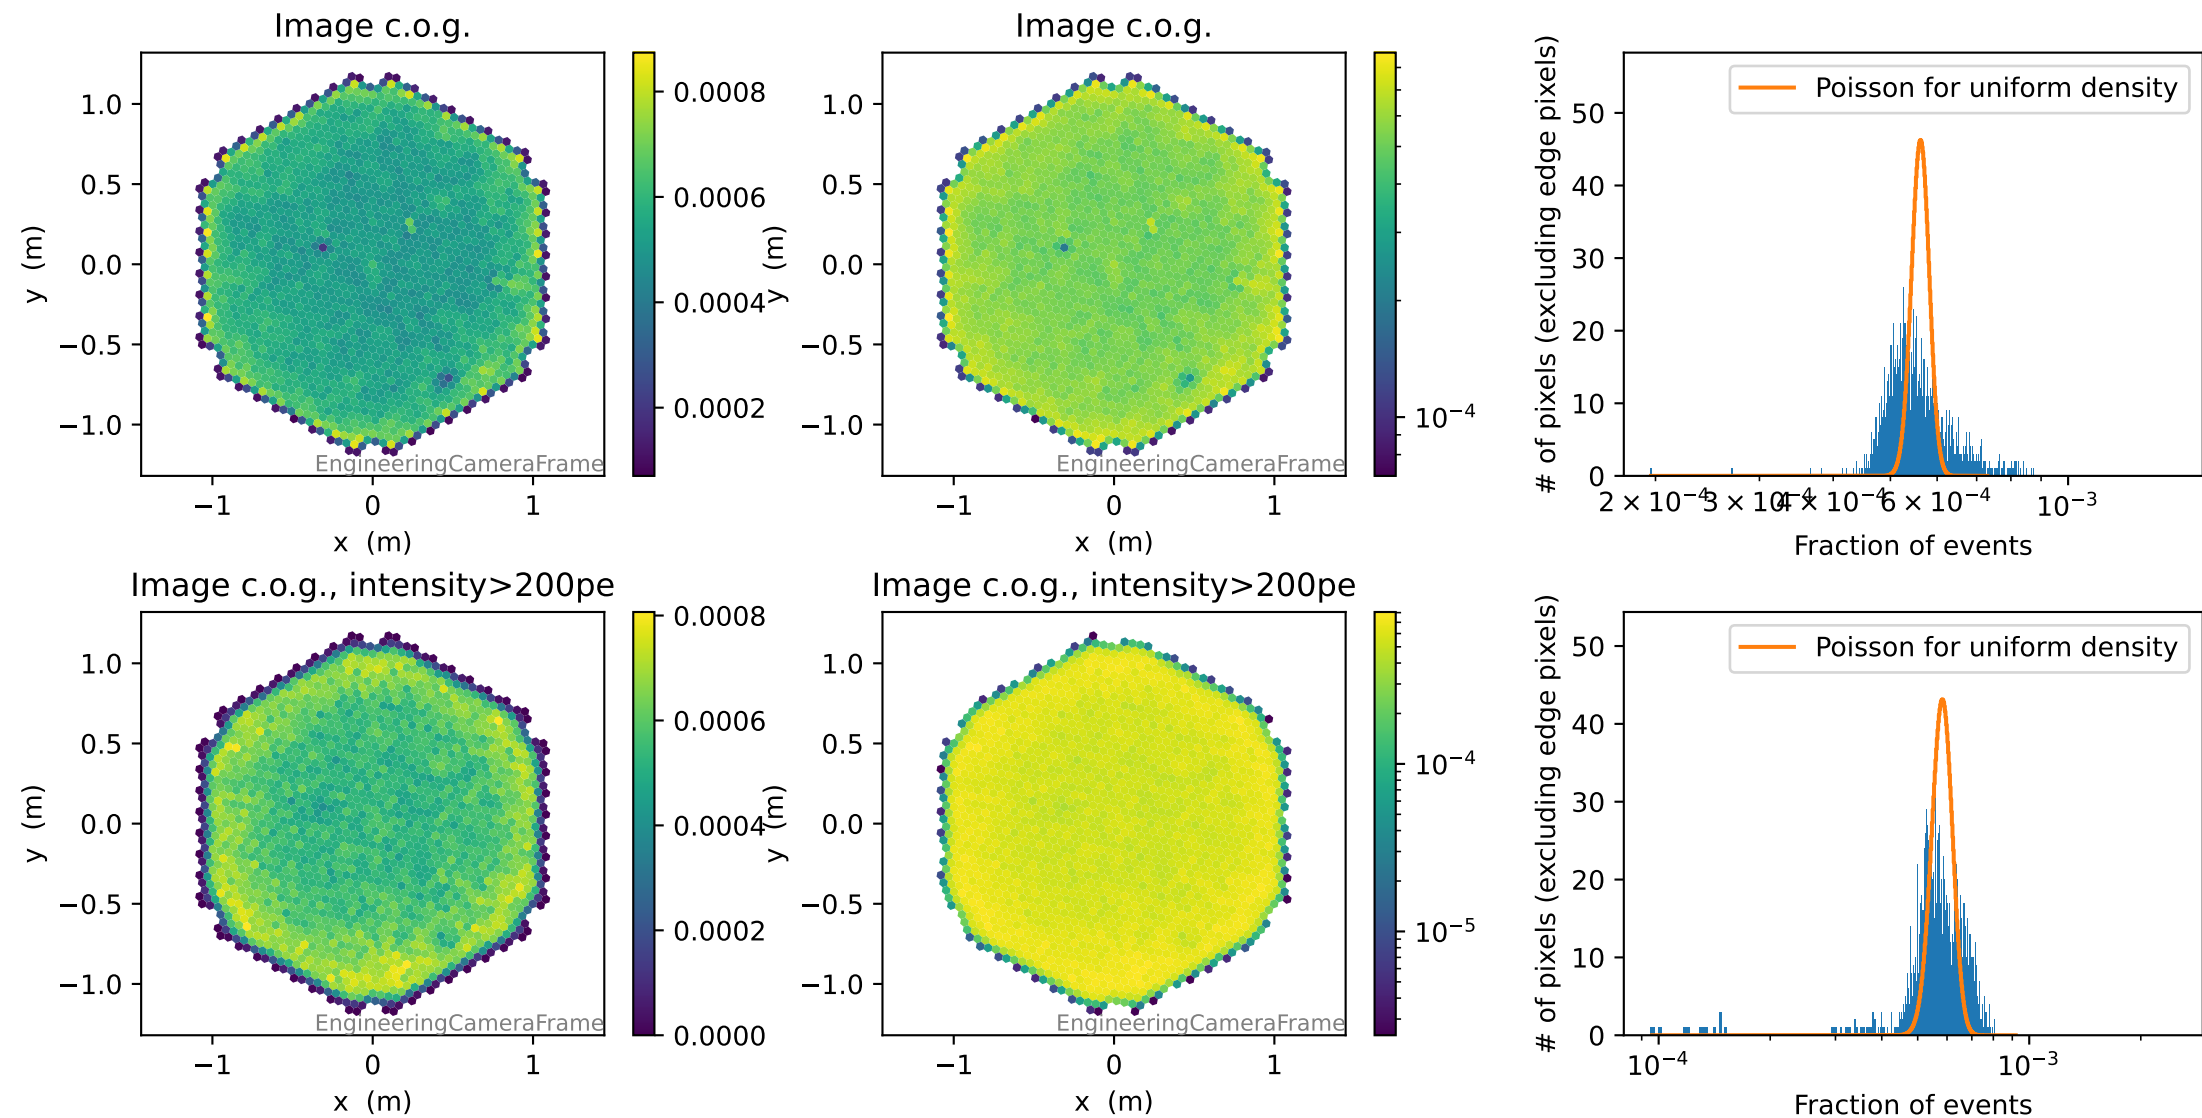 Image c.o.g.
1.0
0.5
0.0
−0.5
−1.0
y (m)
−1
0
1
x (m)
EngineeringCameraFrame
0.0008
0.0006
0.0004
0.0002
Image c.o.g.
1.0
0.5
0.0
−0.5
−1.0
y (m)
−1
0
1
x (m)
EngineeringCameraFrame
10⁻⁴
# of pixels (excluding edge pixels)
50
40
30
20
10
0
Poisson for uniform density
2 × 10⁻⁴
3 × 10⁻⁴
4 × 10⁻⁴
6 × 10⁻⁴
10⁻³
Fraction of events
Image c.o.g., intensity>200pe
1.0
0.5
0.0
−0.5
−1.0
y (m)
−1
0
1
x (m)
EngineeringCameraFrame
0.0008
0.0006
0.0004
0.0002
0.0000
Image c.o.g., intensity>200pe
1.0
0.5
0.0
−0.5
−1.0
y (m)
−1
0
1
x (m)
EngineeringCameraFrame
10⁻⁴
10⁻⁵
# of pixels (excluding edge pixels)
50
40
30
20
10
0
Poisson for uniform density
10⁻⁴
10⁻³
Fraction of events